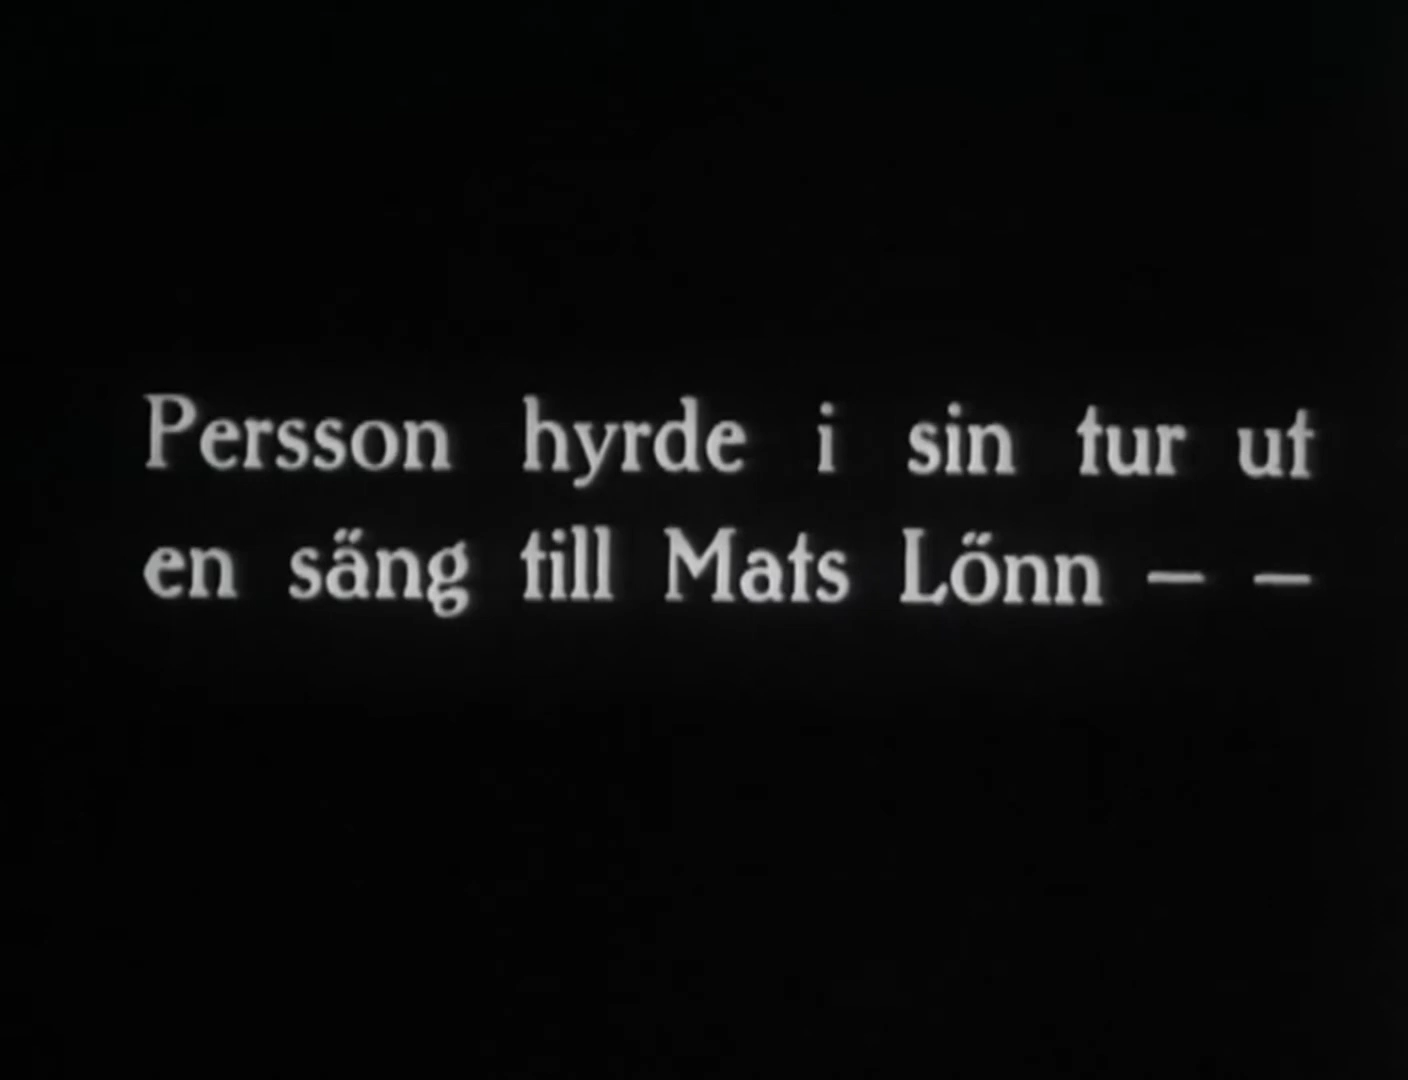 Persson hyrde i sin tur ut
en säng till Mats Lönn — —